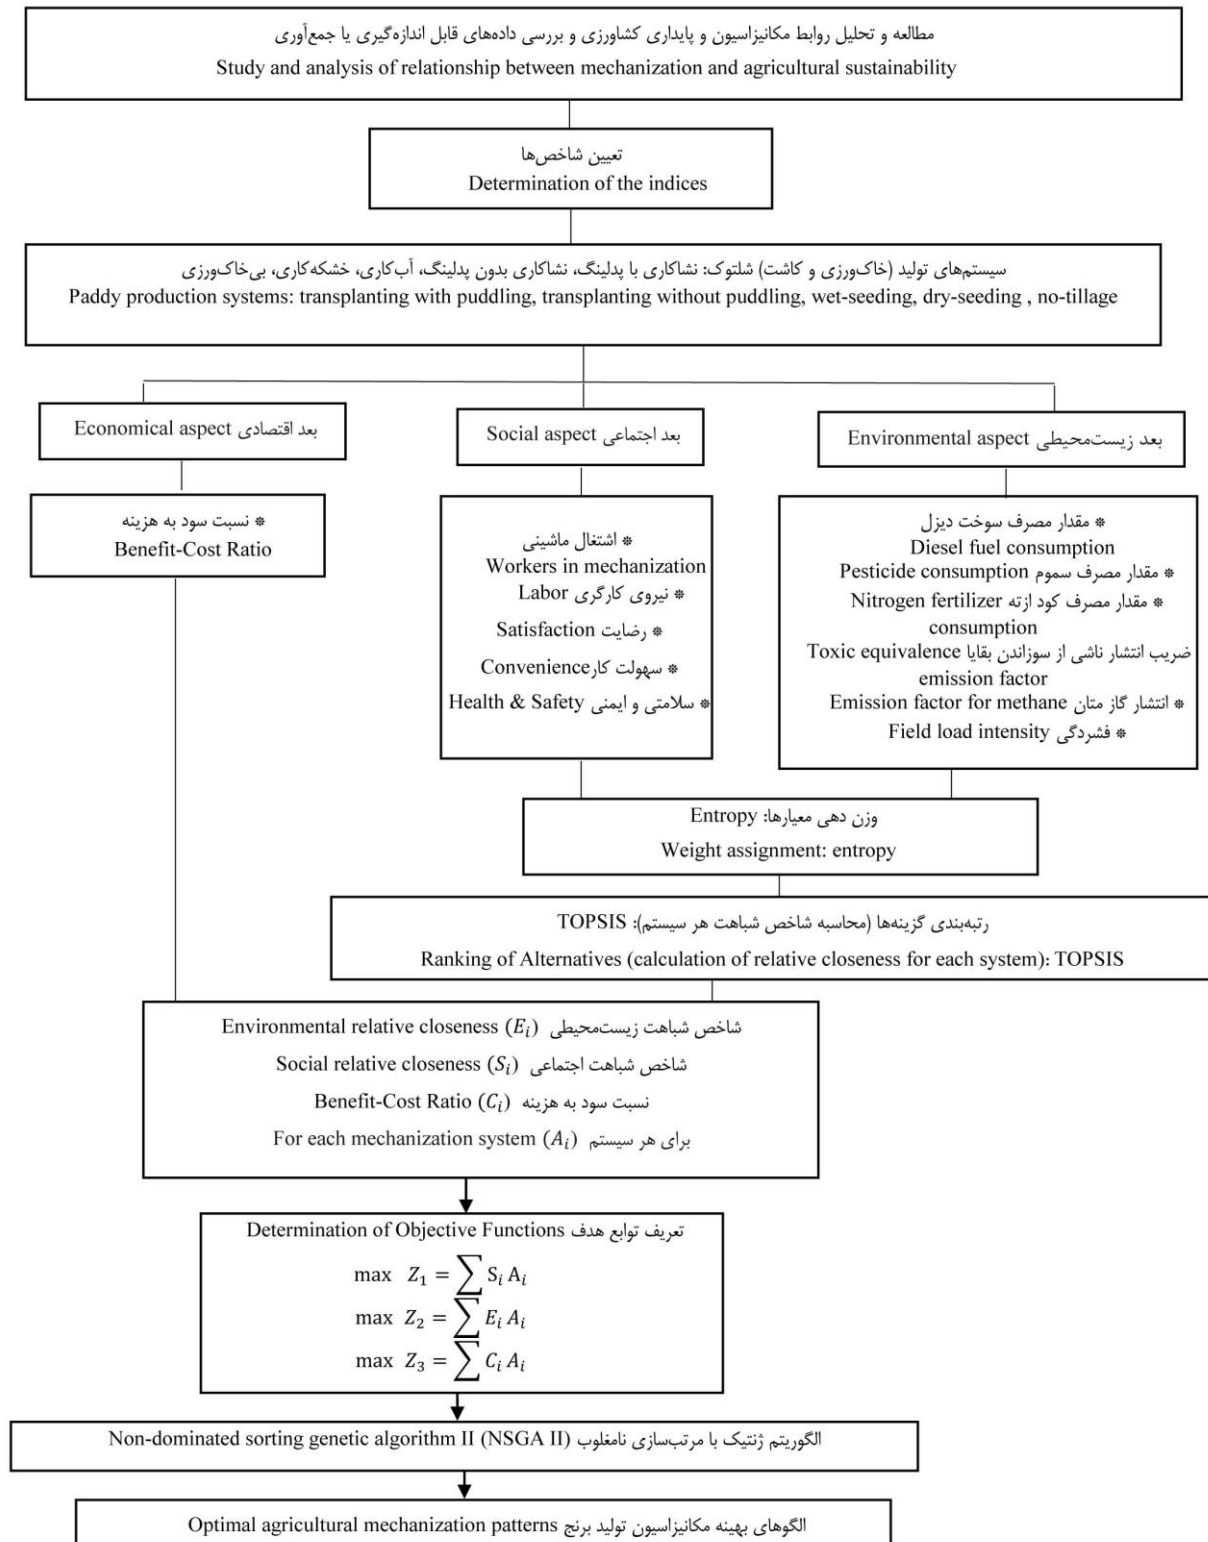 مطالعه و تحلیل روابط مکانیزاسیون و پایداری کشاورزی و بررسی داده‌های قابل اندازه‌گیری یا جمع‌آوری
Study and analysis of relationship between mechanization and agricultural sustainability
تعیین شاخص‌ها
Determination of the indices
سیستم‌های تولید (خاک‌ورزی و کاشت) شلتوک: نشاکاری با پدلینگ، نشاکاری بدون پدلینگ، آب‌کاری، خشکه‌کاری، بی‌خاک‌ورزی
Paddy production systems: transplanting with puddling, transplanting without puddling, wet-seeding, dry-seeding , no-tillage
بعد اقتصادی Economical aspect
* نسبت سود به هزینه
Benefit-Cost Ratio
بعد اجتماعی Social aspect
* اشتغال ماشینی
Workers in mechanization
* نیروی کارگری Labor
* رضایت Satisfaction
* سهولت کار Convenience
* سلامتی و ایمنی Health & Safety
بعد زیست‌محیطی Environmental aspect
* مقدار مصرف سوخت دیزل
Diesel fuel consumption
* مقدار مصرف سموم Pesticide consumption
* مقدار مصرف کود ازته Nitrogen fertilizer
consumption
ضریب انتشار ناشی از سوزاندن بقایا Toxic equivalence
emission factor
* انتشار گاز متان Emission factor for methane
* فشردگی Field load intensity
وزن دهی معیارها: Entropy
Weight assignment: entropy
رتبه‌بندی گزینه‌ها (محاسبه شاخص شباهت هر سیستم): TOPSIS
Ranking of Alternatives (calculation of relative closeness for each system): TOPSIS
شاخص شباهت زیست‌محیطی Environmental relative closeness (E_i)
شاخص شباهت اجتماعی Social relative closeness (S_i)
نسبت سود به هزینه Benefit-Cost Ratio (C_i)
برای هر سیستم For each mechanization system (A_i)
تعریف توابع هدف Determination of Objective Functions
max Z_1 = ∑ S_i A_i
max Z_2 = ∑ E_i A_i
max Z_3 = ∑ C_i A_i
الگوریتم ژنتیک با مرتب‌سازی نامغلوب Non-dominated sorting genetic algorithm II (NSGA II)
الگوهای بهینه مکانیزاسیون تولید برنج Optimal agricultural mechanization patterns